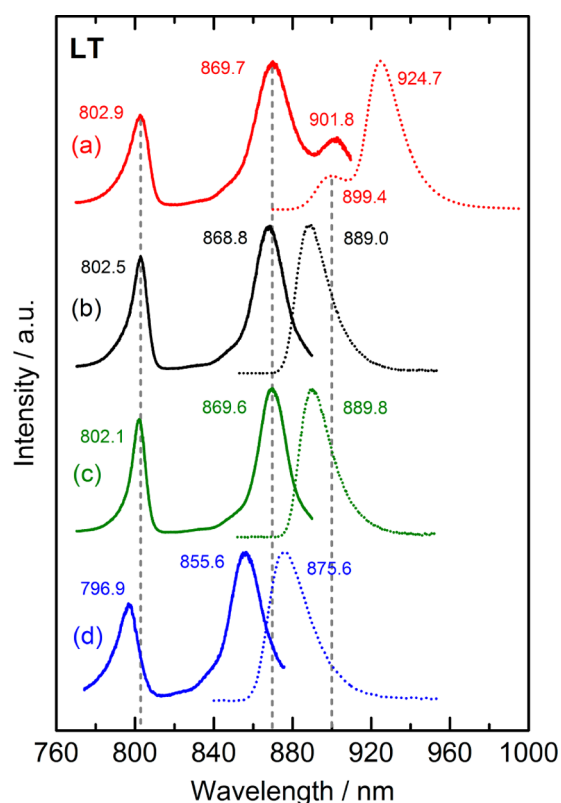 LT
869.7
924.7
802.9
901.8
(a)
899.4
868.8
889.0
802.5
(b)
869.6
889.8
802.1
(c)
855.6
875.6
796.9
(d)
Intensity / a.u.
760 800 840 880 920 960 1000
Wavelength / nm